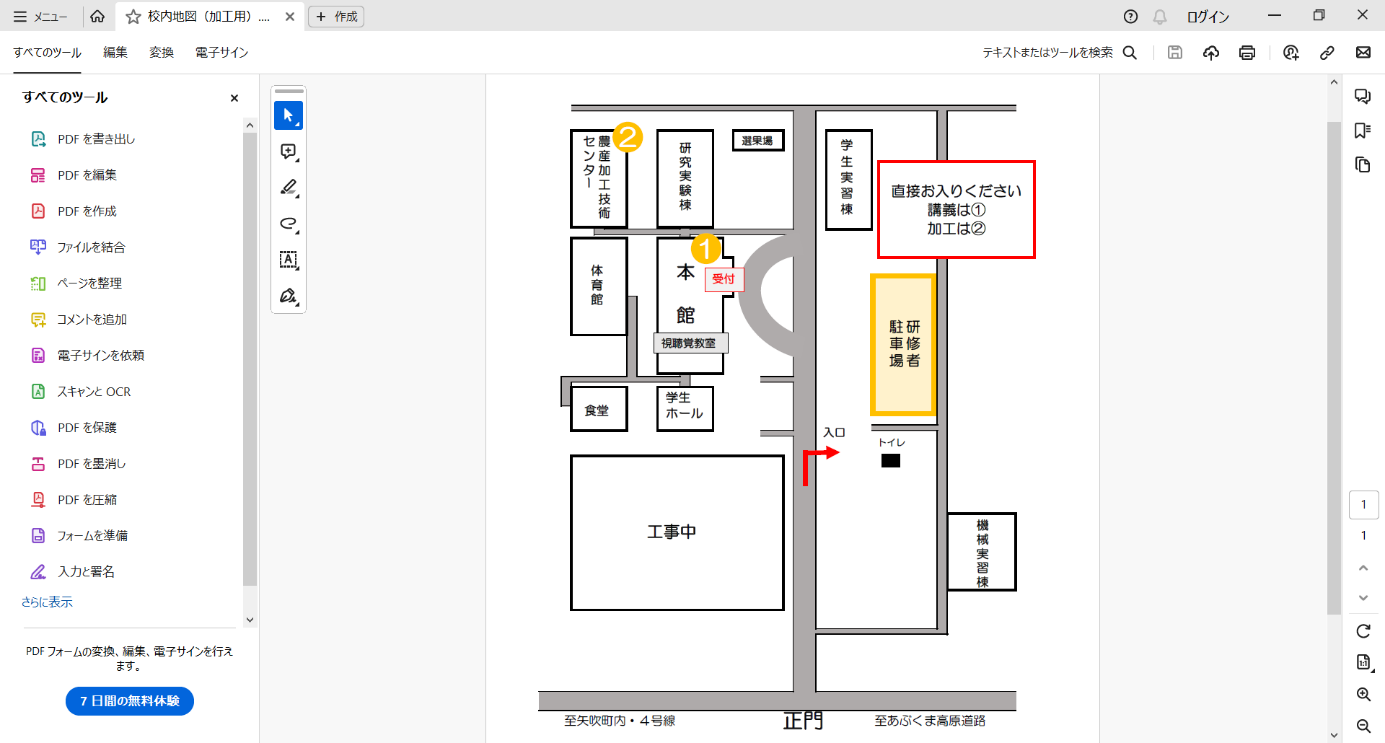 メニュー
校内地図（加工用）....
作成
ログイン
すべてのツール
編集
変換
電子サイン
テキストまたはツールを検索
すべてのツール
PDF を書き出し
PDF を編集
PDF を作成
ファイルを結合
ページを整理
コメントを追加
電子サインを依頼
スキャンと OCR
PDF を保護
PDF を墨消し
PDF を圧縮
フォームを準備
入力と署名
さらに表示
PDF フォームの変換、編集、電子サインを行え
ます。
7 日間の無料体験
農産加工技術
センター
2
研究実験棟
選果場
学生実習棟
直接お入りください
講義は①
加工は②
体育館
1
本館
受付
視聴覚教室
研修者
駐車場
食堂
学生
ホール
入口
トイレ
工事中
機械実習棟
至矢吹町内・４号線
正門
至あぶくま高原道路
1
1